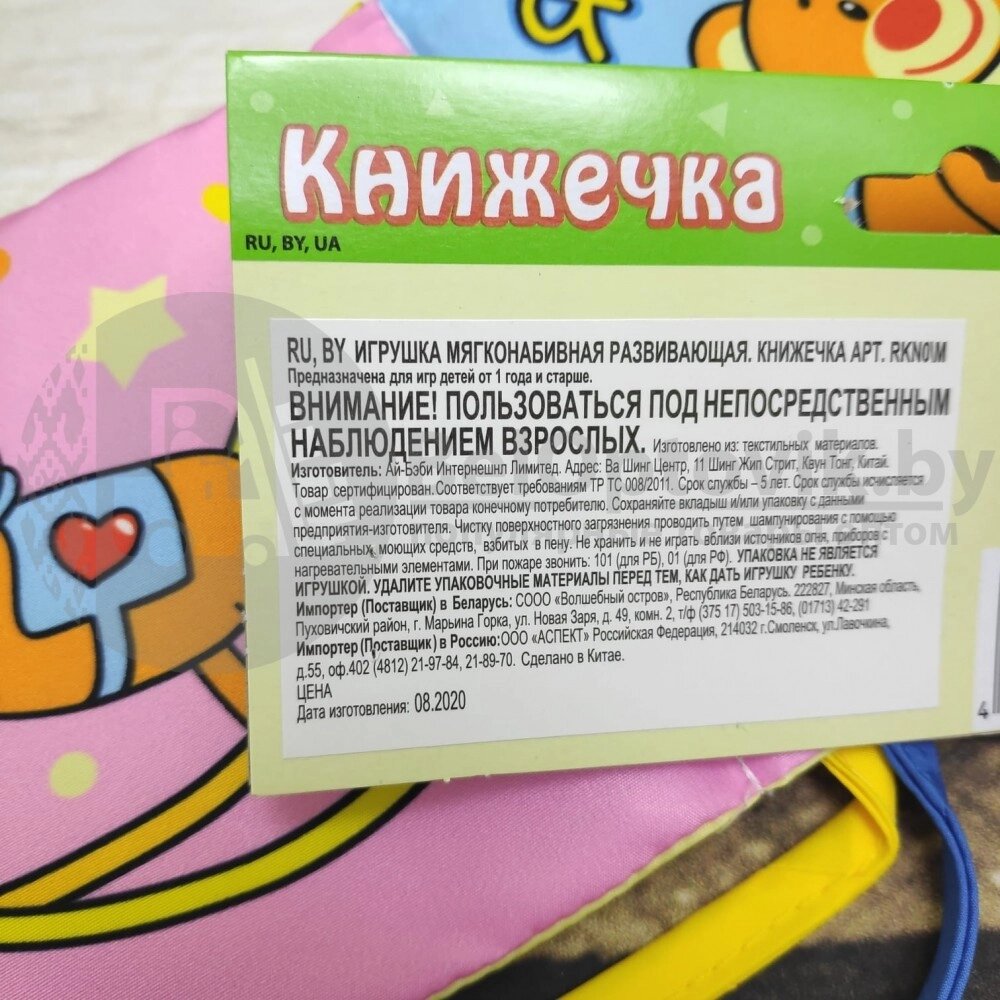 Книжечка
RU, BY, UA
RU, BY ИГРУШКА МЯГКОНАБИВНАЯ РАЗВИВАЮЩАЯ. КНИЖЕЧКА АРТ. RKN0\M
Предназначена для игр детей от 1 года и старше.
ВНИМАНИЕ! ПОЛЬЗОВАТЬСЯ ПОД НЕПОСРЕДСТВЕННЫМ
НАБЛЮДЕНИЕМ ВЗРОСЛЫХ. Изготовлено из: текстильных материалов.
Изготовитель: Ай-Бэби Интернешнл Лимитед. Адрес: Ва Шинг Центр, 11 Шинг Жип Стрит, Квун Тонг, Китай.
Товар сертифицирован. Соответствует требованиям ТР ТС 008/2011. Срок службы – 5 лет. Срок службы исчисляется
с момента реализации товара конечному потребителю. Сохраняйте вкладыш и/или упаковку с данными
предприятия-изготовителя. Чистку поверхностного загрязнения проводить путем шампунирования с помощью
специальных моющих средств, взбитых в пену. Не хранить и не играть вблизи источников огня, приборов с
нагревательными элементами. При пожаре звонить: 101 (для РБ), 01 (для РФ). УПАКОВКА НЕ ЯВЛЯЕТСЯ
ИГРУШКОЙ. УДАЛИТЕ УПАКОВОЧНЫЕ МАТЕРИАЛЫ ПЕРЕД ТЕМ, КАК ДАТЬ ИГРУШКУ РЕБЕНКУ.
Импортер (Поставщик) в Беларусь: СООО «Волшебный остров», Республика Беларусь. 222827, Минская область,
Пуховичский район, г. Марьина Горка, ул. Новая Заря, д. 49, комн. 2, т/ф (375 17) 503-15-86, (01713) 42-291
Импортер (Поставщик) в Россию: ООО «АСПЕКТ» Российская Федерация, 214032 г.Смоленск, ул.Лавочкина,
д.55, оф.402 (4812) 21-97-84, 21-89-70. Сделано в Китае.
ЦЕНА
Дата изготовления: 08.2020
4